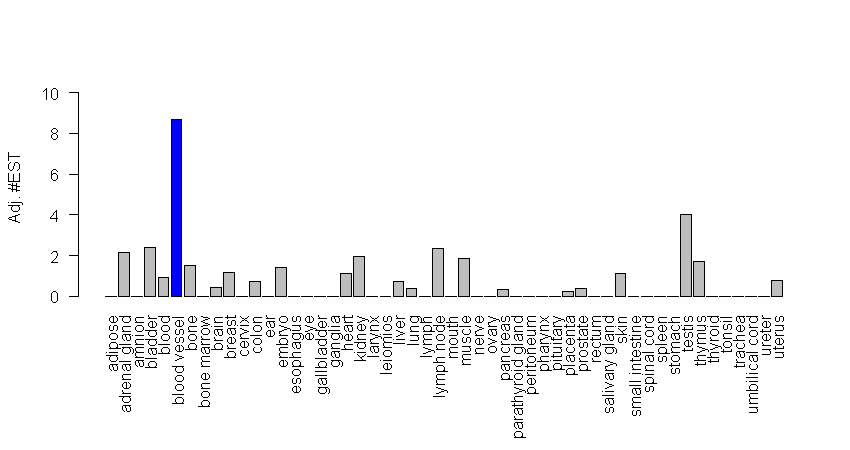 10
8
6
4
2
0
Adj. #EST
adipose
adrenal gland
amnion
bladder
blood
blood vessel
bone
bone marrow
brain
breast
cervix
colon
ear
embryo
esophagus
eye
gallbladder
ganglia
heart
kidney
larynx
leiomios
liver
lung
lymph
lymph node
mouth
muscle
nerve
ovary
pancreas
parathyroid gland
peritoneum
pharynx
pituitary
placenta
prostate
rectum
salivary gland
skin
small intestine
spinal cord
spleen
stomach
testis
thymus
thyroid
tonsil
trachea
umbilical cord
ureter
uterus